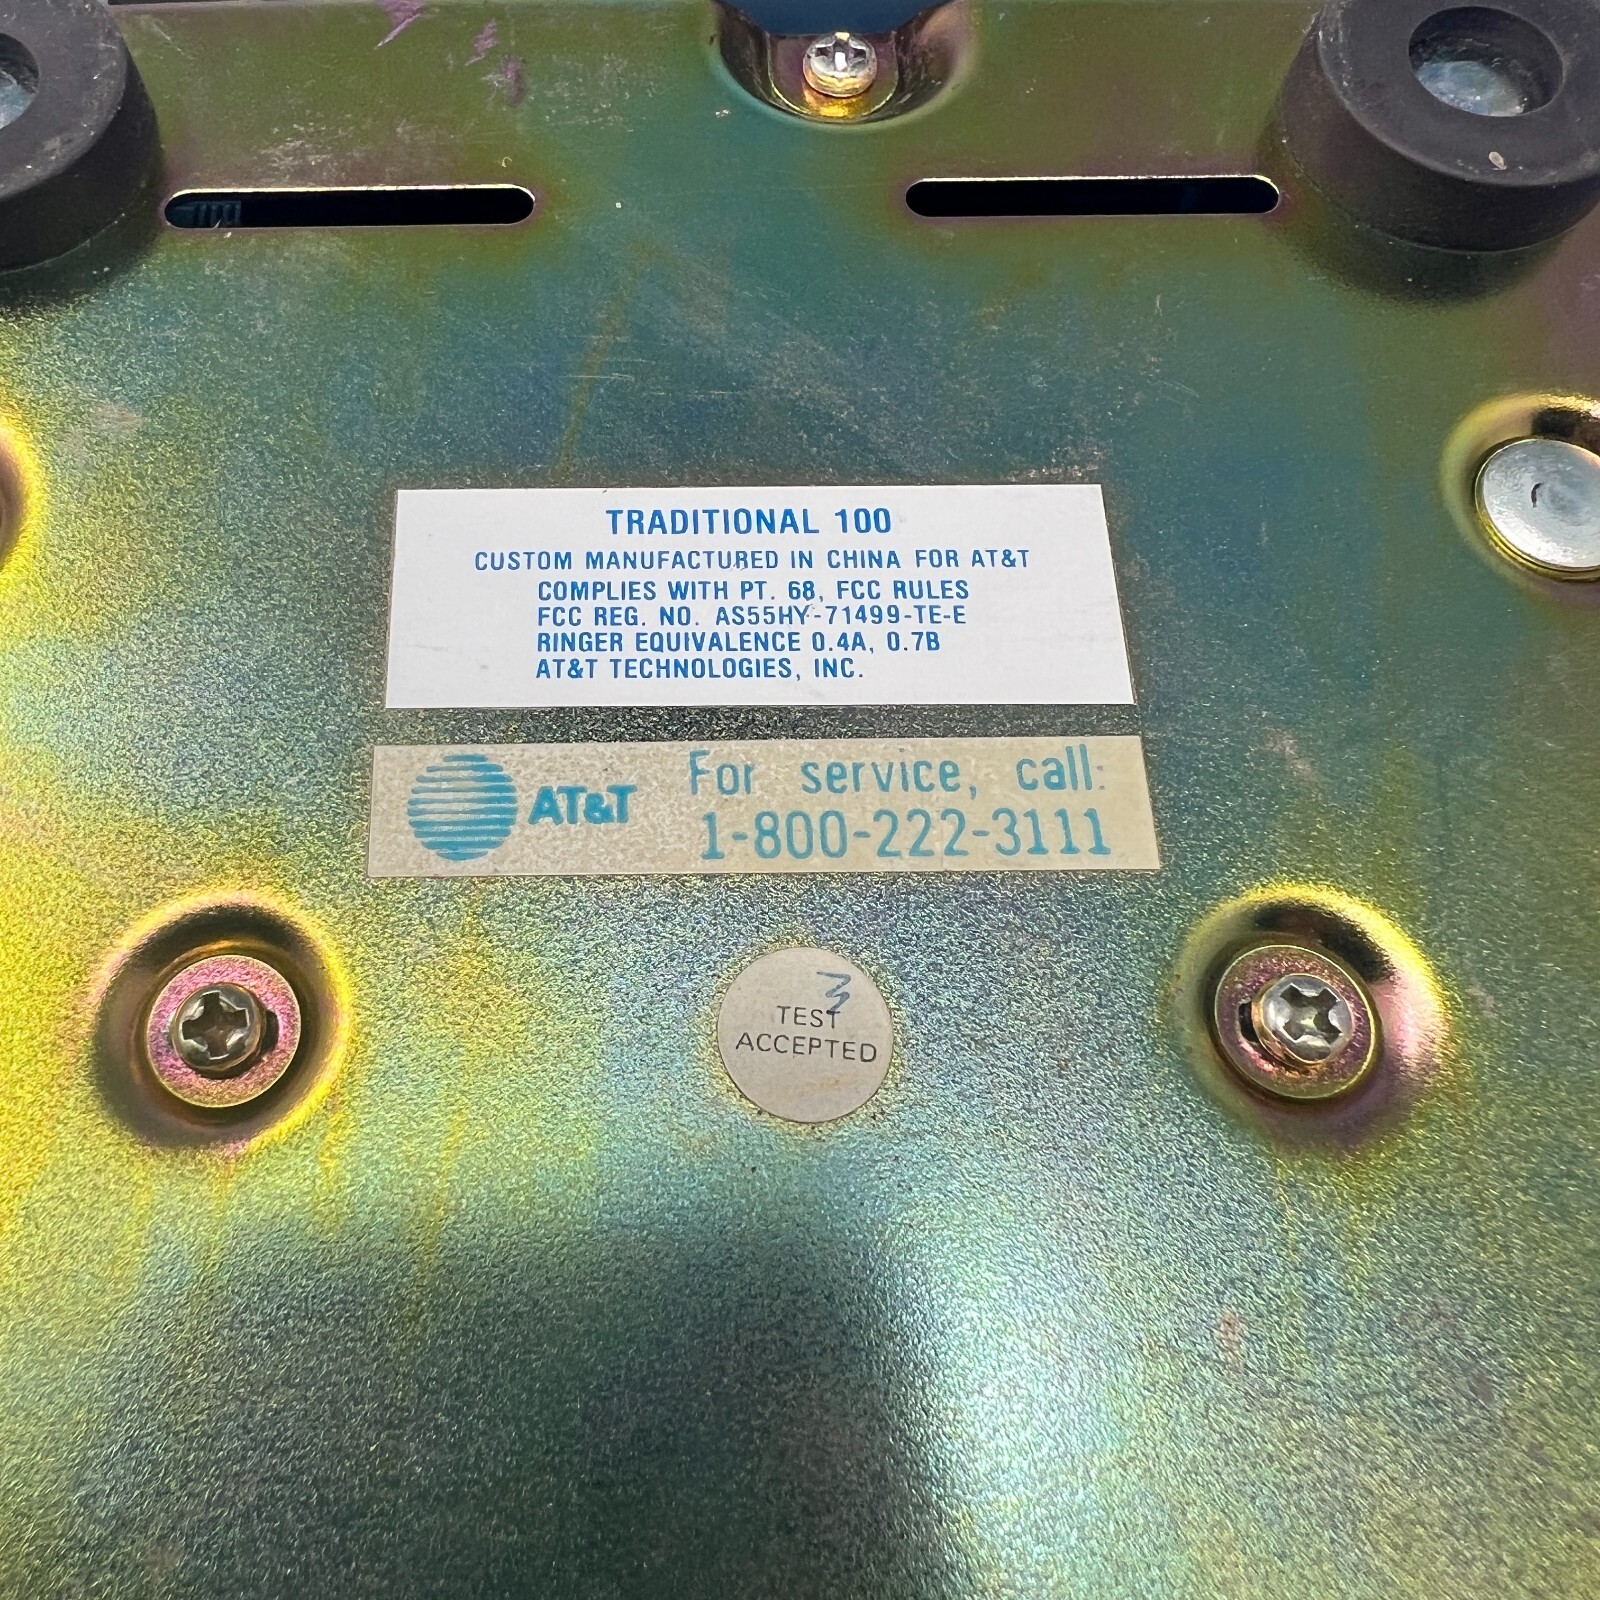 TRADITIONAL 100
CUSTOM MANUFACTURED IN CHINA FOR AT&T
COMPLIES WITH PT. 68, FCC RULES
FCC REG. NO. AS55HY-71499-TE-E
RINGER EQUIVALENCE 0.4A, 0.7B
AT&T TECHNOLOGIES, INC.
AT&T
For service, call:
1-800-222-3111
3
TEST
ACCEPTED